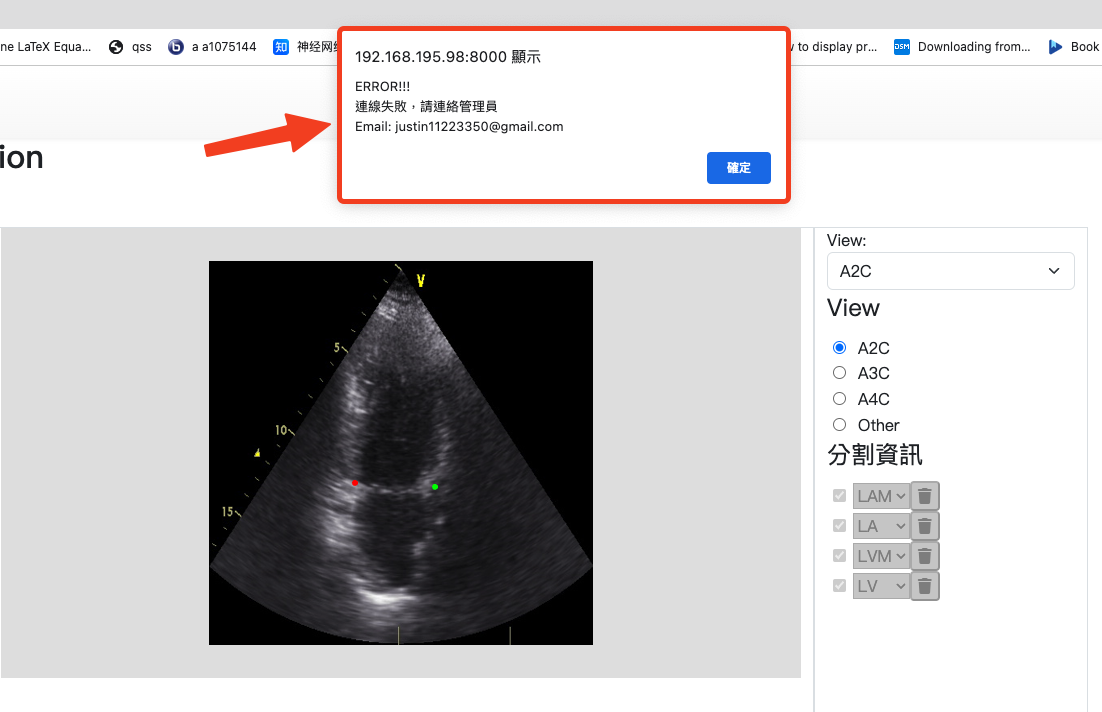 ne LaTeX Equa...
qss
a a1075144
知
神经网络
v to display pr...
DSM
Downloading from...
Book
192.168.195.98:8000 顯示
ERROR!!!
連線失敗，請連絡管理員
Email: justin11223350@gmail.com
確定
ion
V
5
10
15
View:
A2C
View
A2C
A3C
A4C
Other
分割資訊
LAM
LA
LVM
LV